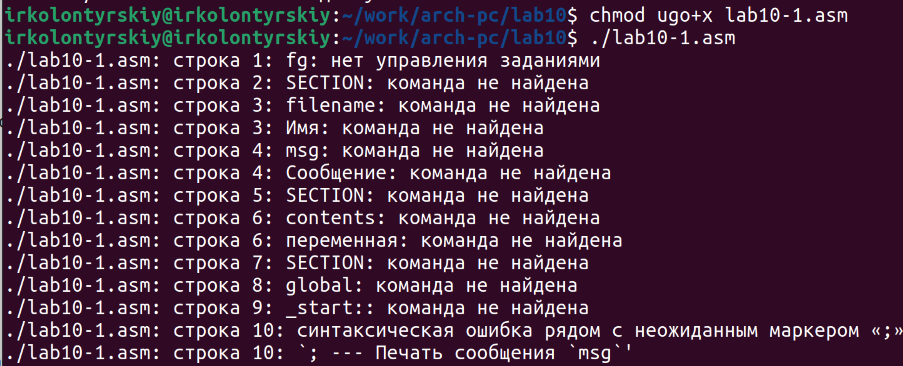 irkolontyrskiy@irkolontyrskiy:~/work/arch-pc/lab10$ chmod ugo+x lab10-1.asm
irkolontyrskiy@irkolontyrskiy:~/work/arch-pc/lab10$ ./lab10-1.asm
./lab10-1.asm: строка 1: fg: нет управления заданиями
./lab10-1.asm: строка 2: SECTION: команда не найдена
./lab10-1.asm: строка 3: filename: команда не найдена
./lab10-1.asm: строка 3: Имя: команда не найдена
./lab10-1.asm: строка 4: msg: команда не найдена
./lab10-1.asm: строка 4: Сообщение: команда не найдена
./lab10-1.asm: строка 5: SECTION: команда не найдена
./lab10-1.asm: строка 6: contents: команда не найдена
./lab10-1.asm: строка 6: переменная: команда не найдена
./lab10-1.asm: строка 7: SECTION: команда не найдена
./lab10-1.asm: строка 8: global: команда не найдена
./lab10-1.asm: строка 9: _start:: команда не найдена
./lab10-1.asm: строка 10: синтаксическая ошибка рядом с неожиданным маркером «;»
./lab10-1.asm: строка 10: `; --- Печать сообщения `msg`'